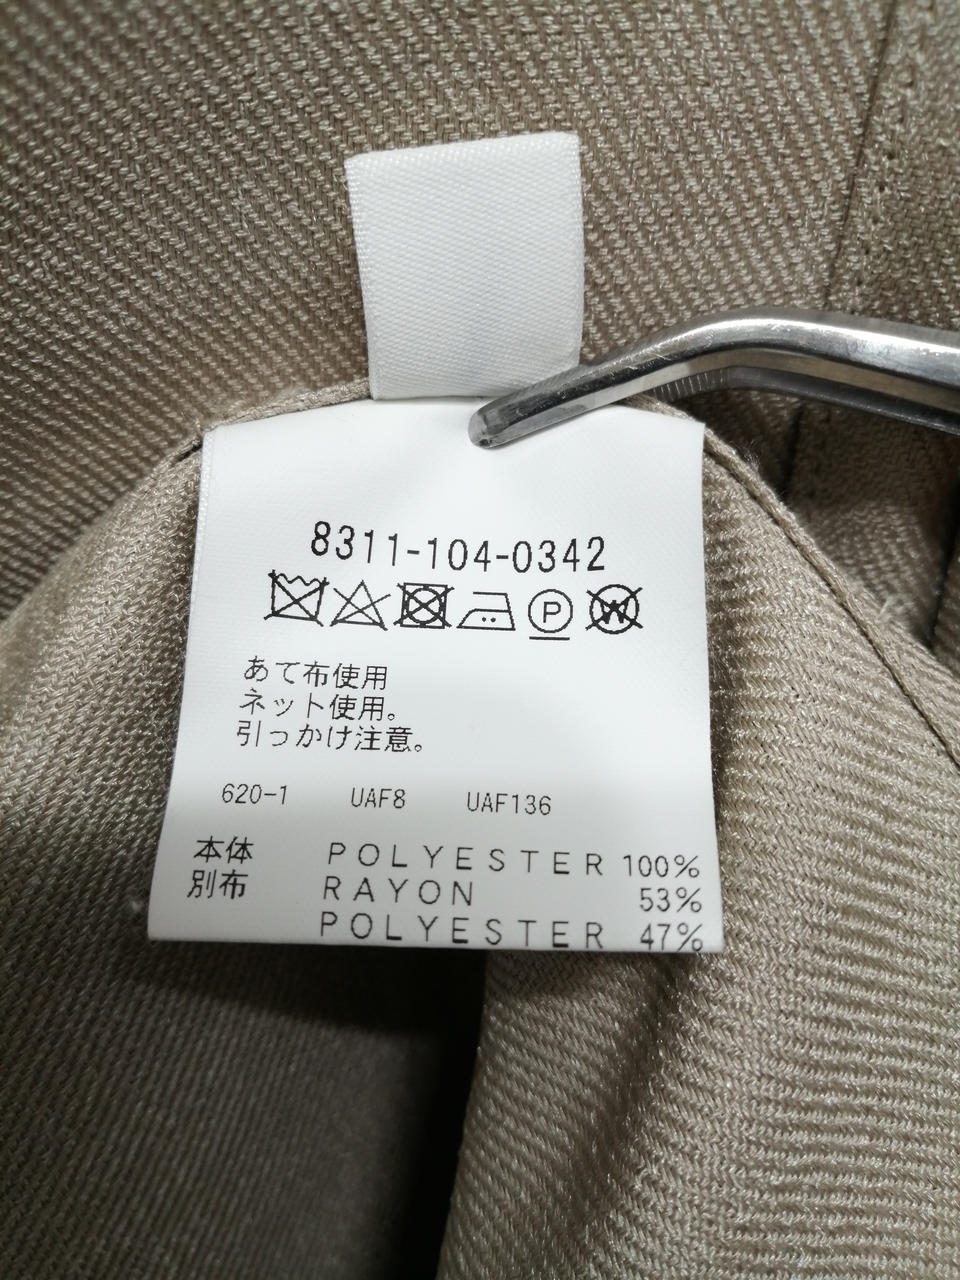 8311-104-0342
P W
あて布使用
ネット使用。
引っかけ注意。
620-1 UAF8 UAF136
本体 POLYESTER 100%
別布 RAYON 53%
POLYESTER 47%